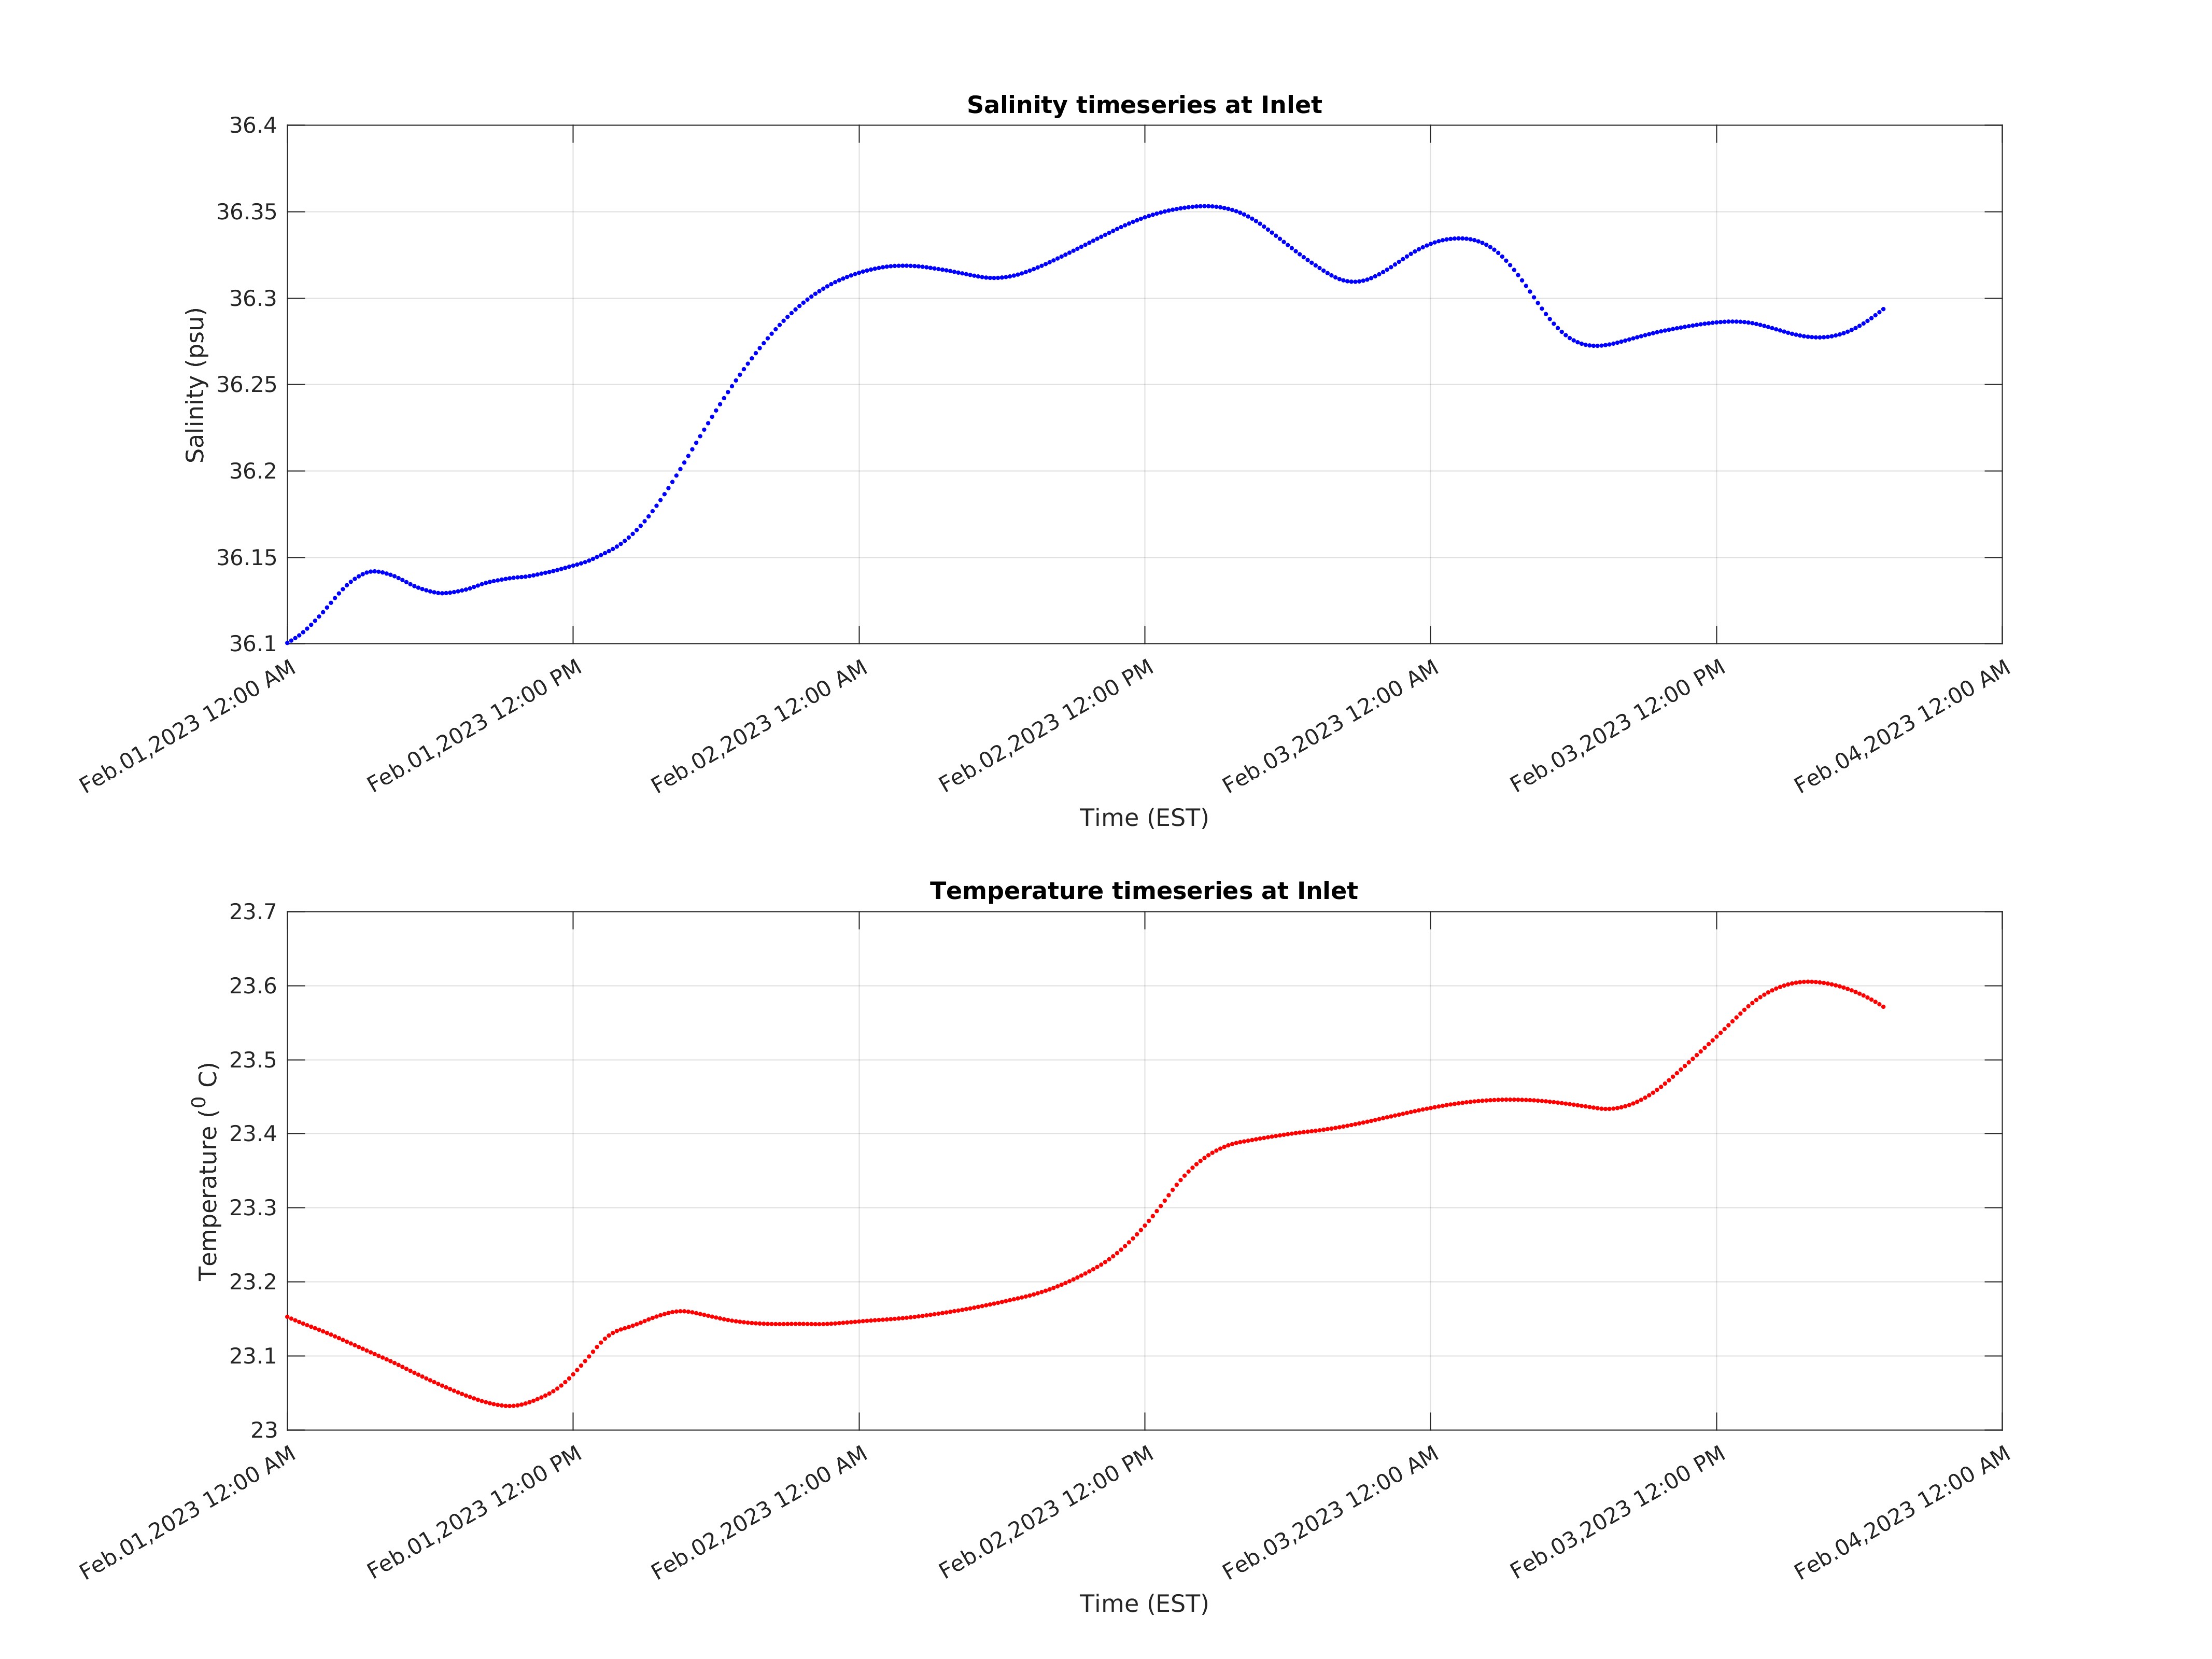 Salinity timeseries at Inlet
36.4
36.35
36.3
36.25
36.2
36.15
36.1
Salinity (psu)
Feb.01,2023 12:00 AM
Feb.01,2023 12:00 PM
Feb.02,2023 12:00 AM
Feb.02,2023 12:00 PM
Feb.03,2023 12:00 AM
Feb.03,2023 12:00 PM
Feb.04,2023 12:00 AM
Time (EST)
Temperature timeseries at Inlet
23.7
23.6
23.5
23.4
23.3
23.2
23.1
23
Temperature (⁰ C)
Feb.01,2023 12:00 AM
Feb.01,2023 12:00 PM
Feb.02,2023 12:00 AM
Feb.02,2023 12:00 PM
Feb.03,2023 12:00 AM
Feb.03,2023 12:00 PM
Feb.04,2023 12:00 AM
Time (EST)